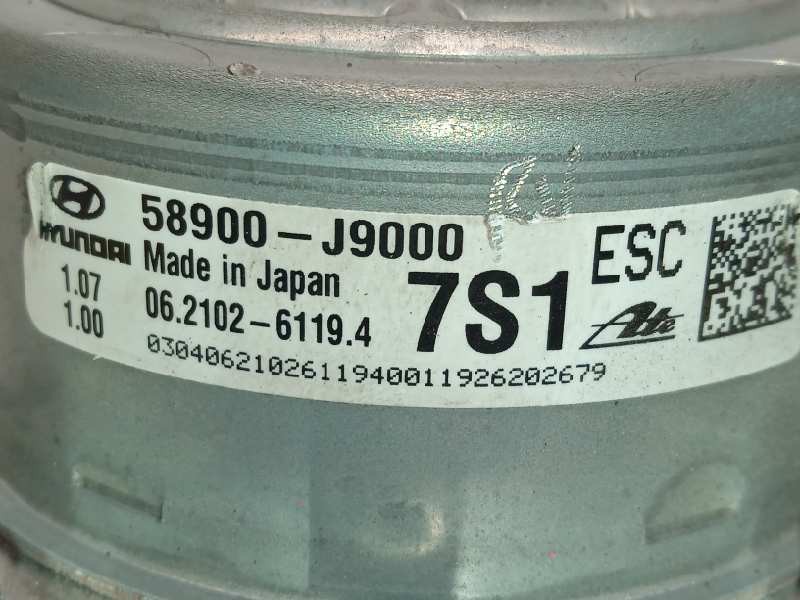 58900-J9000
HYUNDAI
Made in Japan
ESC
1.07
1.00
06.2102-6119.4
7S1
Ate
0304062102611940011926202679